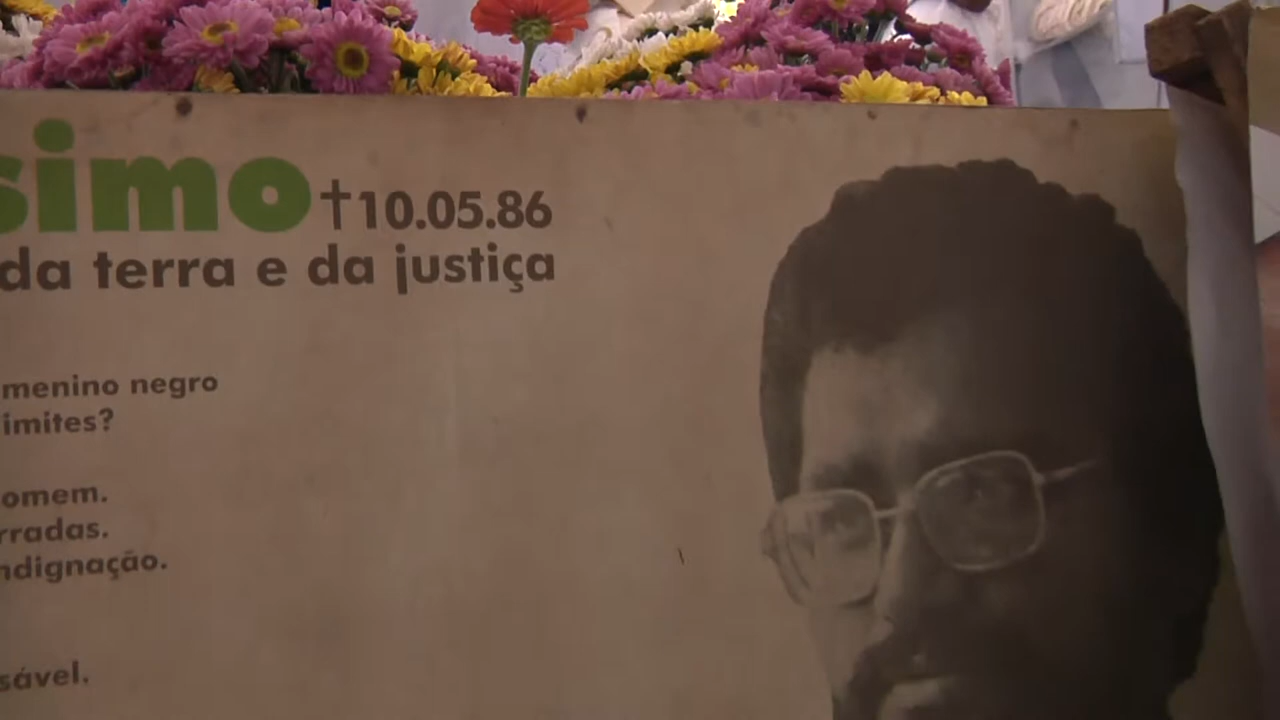 simo †10.05.86
da terra e da justiça
menino negro
imites?
omem.
rradas.
ndignação.
sável.